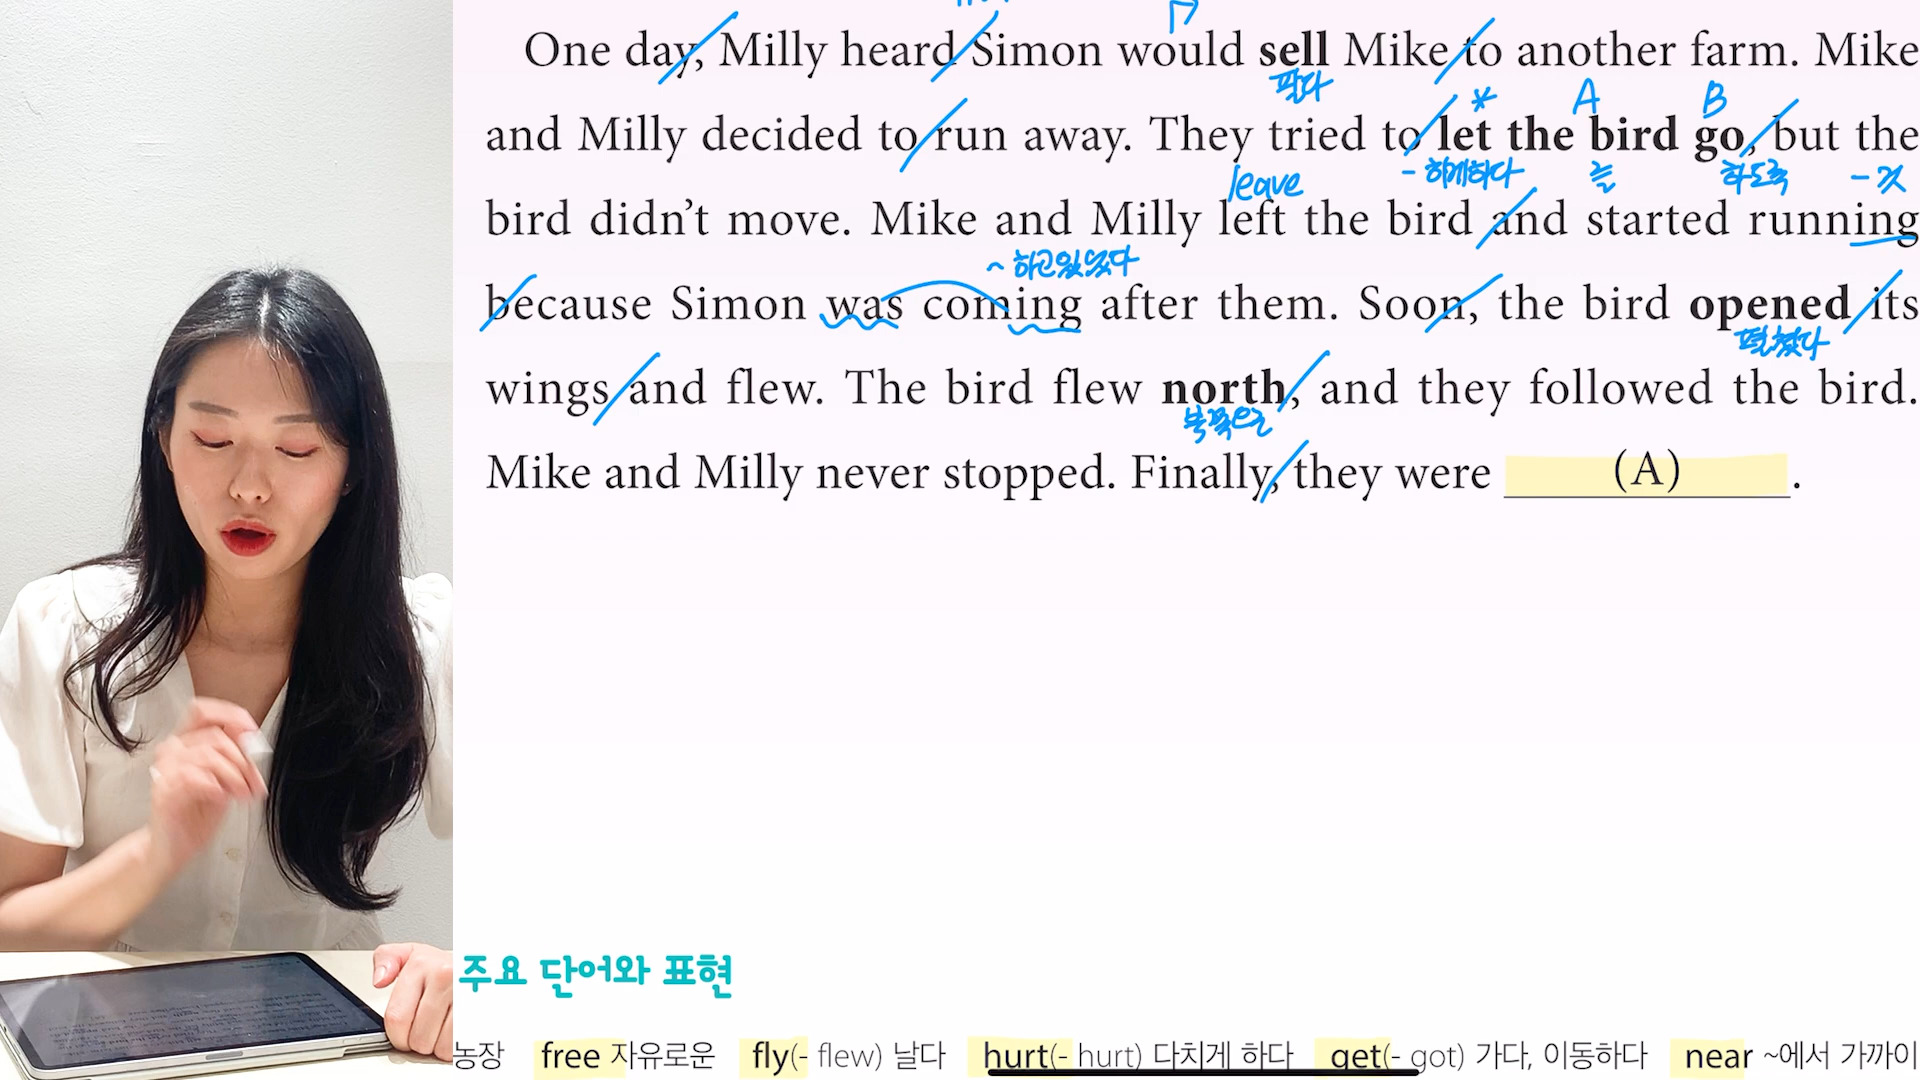 One day, Milly heard Simon would sell Mike to another farm. Mike
팔다
* A B
and Milly decided to run away. They tried to let the bird go, but the
leave -하게하다 를 하도록 -것
bird didn't move. Mike and Milly left the bird and started running
~하고있었다
because Simon was coming after them. Soon, the bird opened its
펼쳤다
wings and flew. The bird flew north, and they followed the bird.
북쪽으로
Mike and Milly never stopped. Finally, they were (A).
주요 단어와 표현
농장 free 자유로운 fly(- flew) 날다 hurt(- hurt) 다치게 하다 get(- got) 가다, 이동하다 near ~에서 가까이